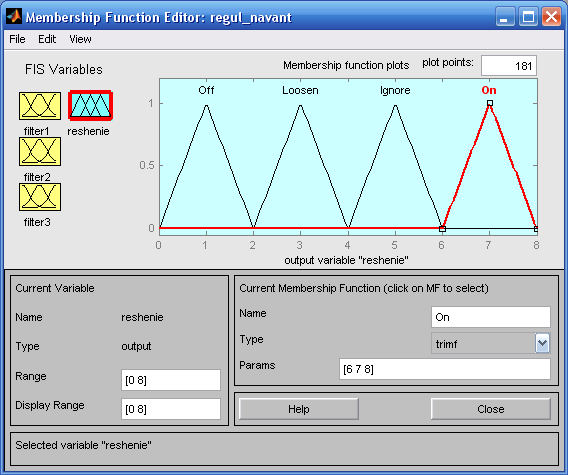 Membership Function Editor: regul_navant
File Edit View
FIS Variables
filter1
reshenie
filter2
filter3
Membership function plots plot points: 181
Off Loosen Ignore On
1
0.5
0
0 1 2 3 4 5 6 7 8
output variable "reshenie"
Current Variable
Name reshenie
Type output
Range [0 8]
Display Range [0 8]
Current Membership Function (click on MF to select)
Name On
Type trimf
Params [6 7 8]
Help Close
Selected variable "reshenie"